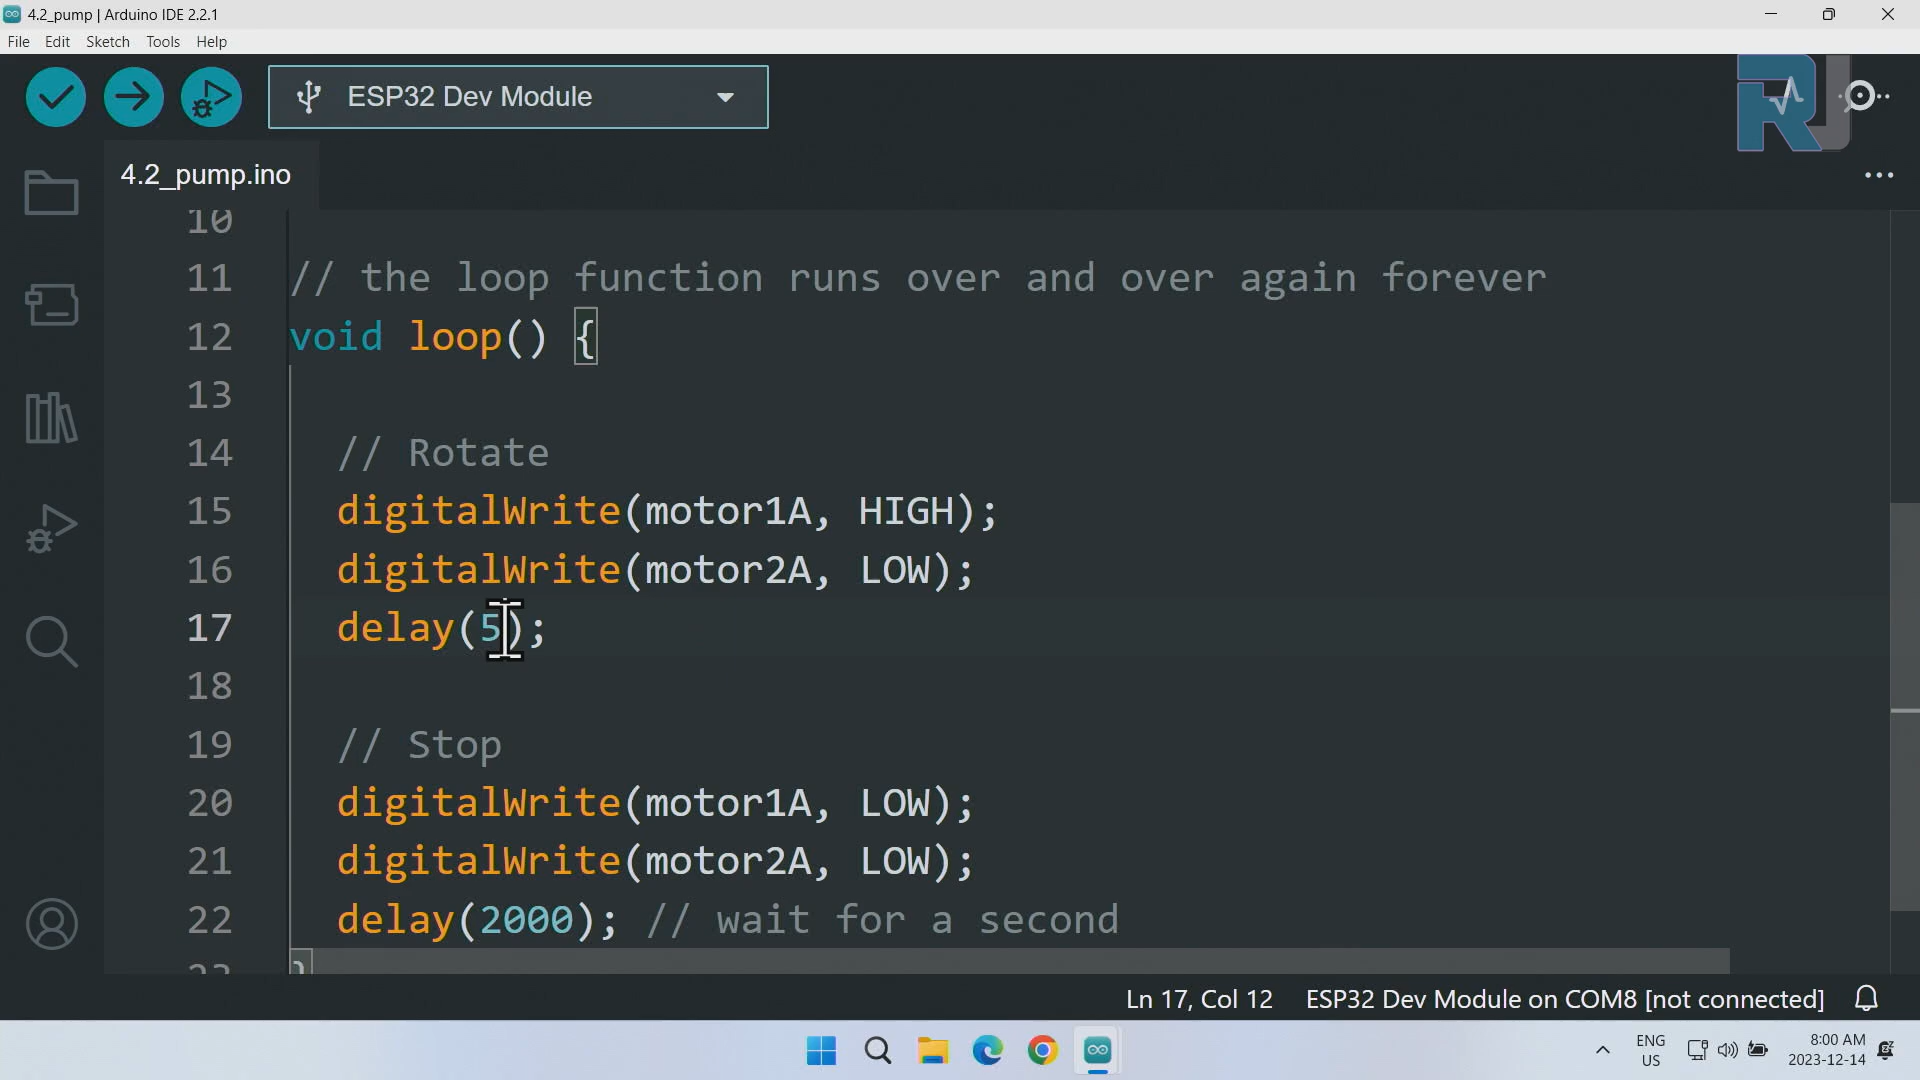 4.2_pump | Arduino IDE 2.2.1
File Edit Sketch Tools Help
ESP32 Dev Module
RJ
4.2_pump.ino
10
11 // the loop function runs over and over again forever
12 void loop() {
13
14 // Rotate
15 digitalWrite(motor1A, HIGH);
16 digitalWrite(motor2A, LOW);
17 delay(5);
18
19 // Stop
20 digitalWrite(motor1A, LOW);
21 digitalWrite(motor2A, LOW);
22 delay(2000); // wait for a second
23 }
Ln 17, Col 12 ESP32 Dev Module on COM8 [not connected]
ENG 8:00 AM
US 2023-12-14